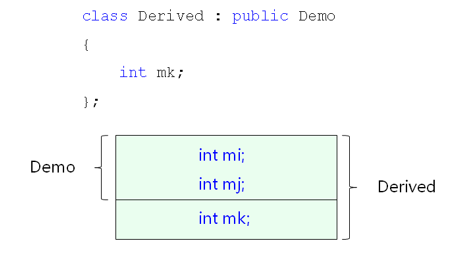 class Derived : public Demo
{
int mk;
};
int mi;
Demo
int mj;
Derived
int mk;